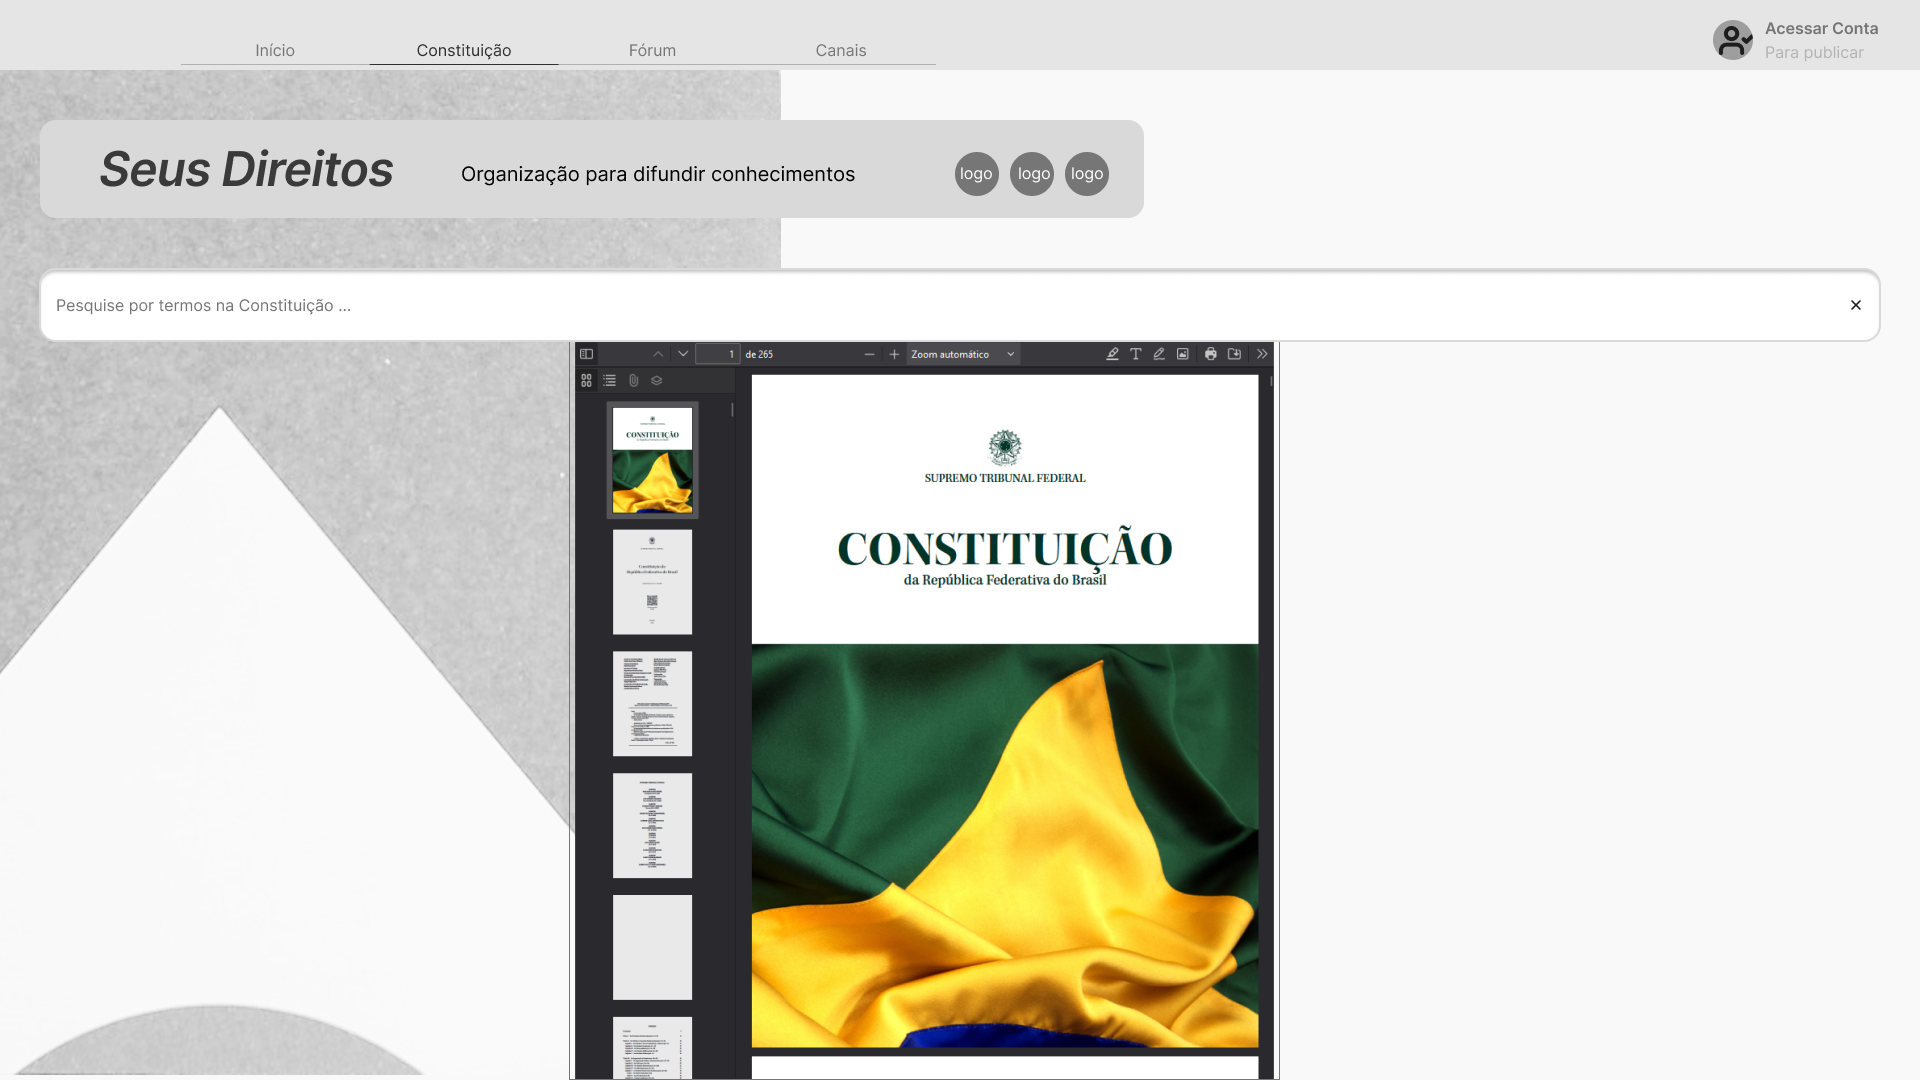 Início
Constituição
Fórum
Canais
Acessar Conta
Para publicar
Seus Direitos
Organização para difundir conhecimentos
logo
logo
logo
Pesquise por termos na Constituição ...
1
de 265
Zoom automático
SUPREMO TRIBUNAL FEDERAL
CONSTITUIÇÃO
da República Federativa do Brasil
CONSTITUIÇÃO